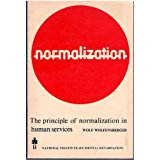 normalization
The principle of normalization in
human services
WOLF WOLFENSBERGER
NATIONAL INSTITUTE ON MENTAL RETARDATION